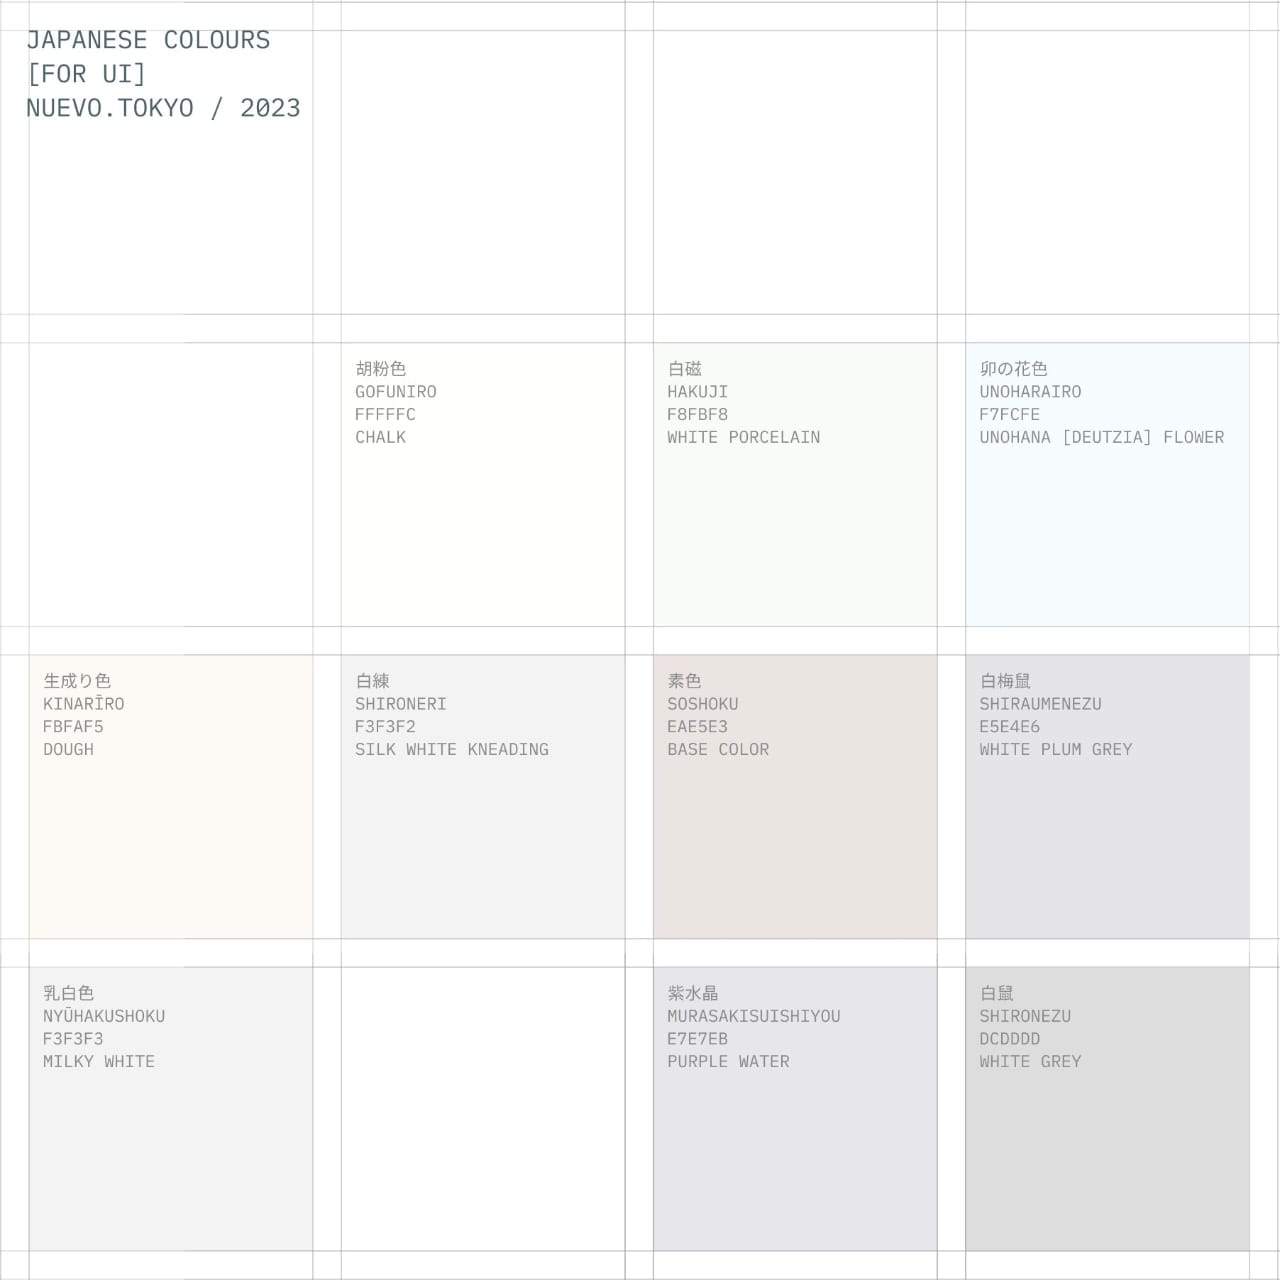 JAPANESE COLOURS
[FOR UI]
NUEVO.TOKYO / 2023
胡粉色
GOFUNIRO
FFFFFC
CHALK
白磁
HAKUJI
F8FBF8
WHITE PORCELAIN
卯の花色
UNOHARAIRO
F7FCFE
UNOHANA [DEUTZIA] FLOWER
生成り色
KINARĪRO
FBFAF5
DOUGH
白練
SHIRONERI
F3F3F2
SILK WHITE KNEADING
素色
SOSHOKU
EAE5E3
BASE COLOR
白梅鼠
SHIRAUMENEZU
E5E4E6
WHITE PLUM GREY
乳白色
NYŪHAKUSHOKU
F3F3F3
MILKY WHITE
紫水晶
MURASAKISUISHIYOU
E7E7EB
PURPLE WATER
白鼠
SHIRONEZU
DCDDDD
WHITE GREY